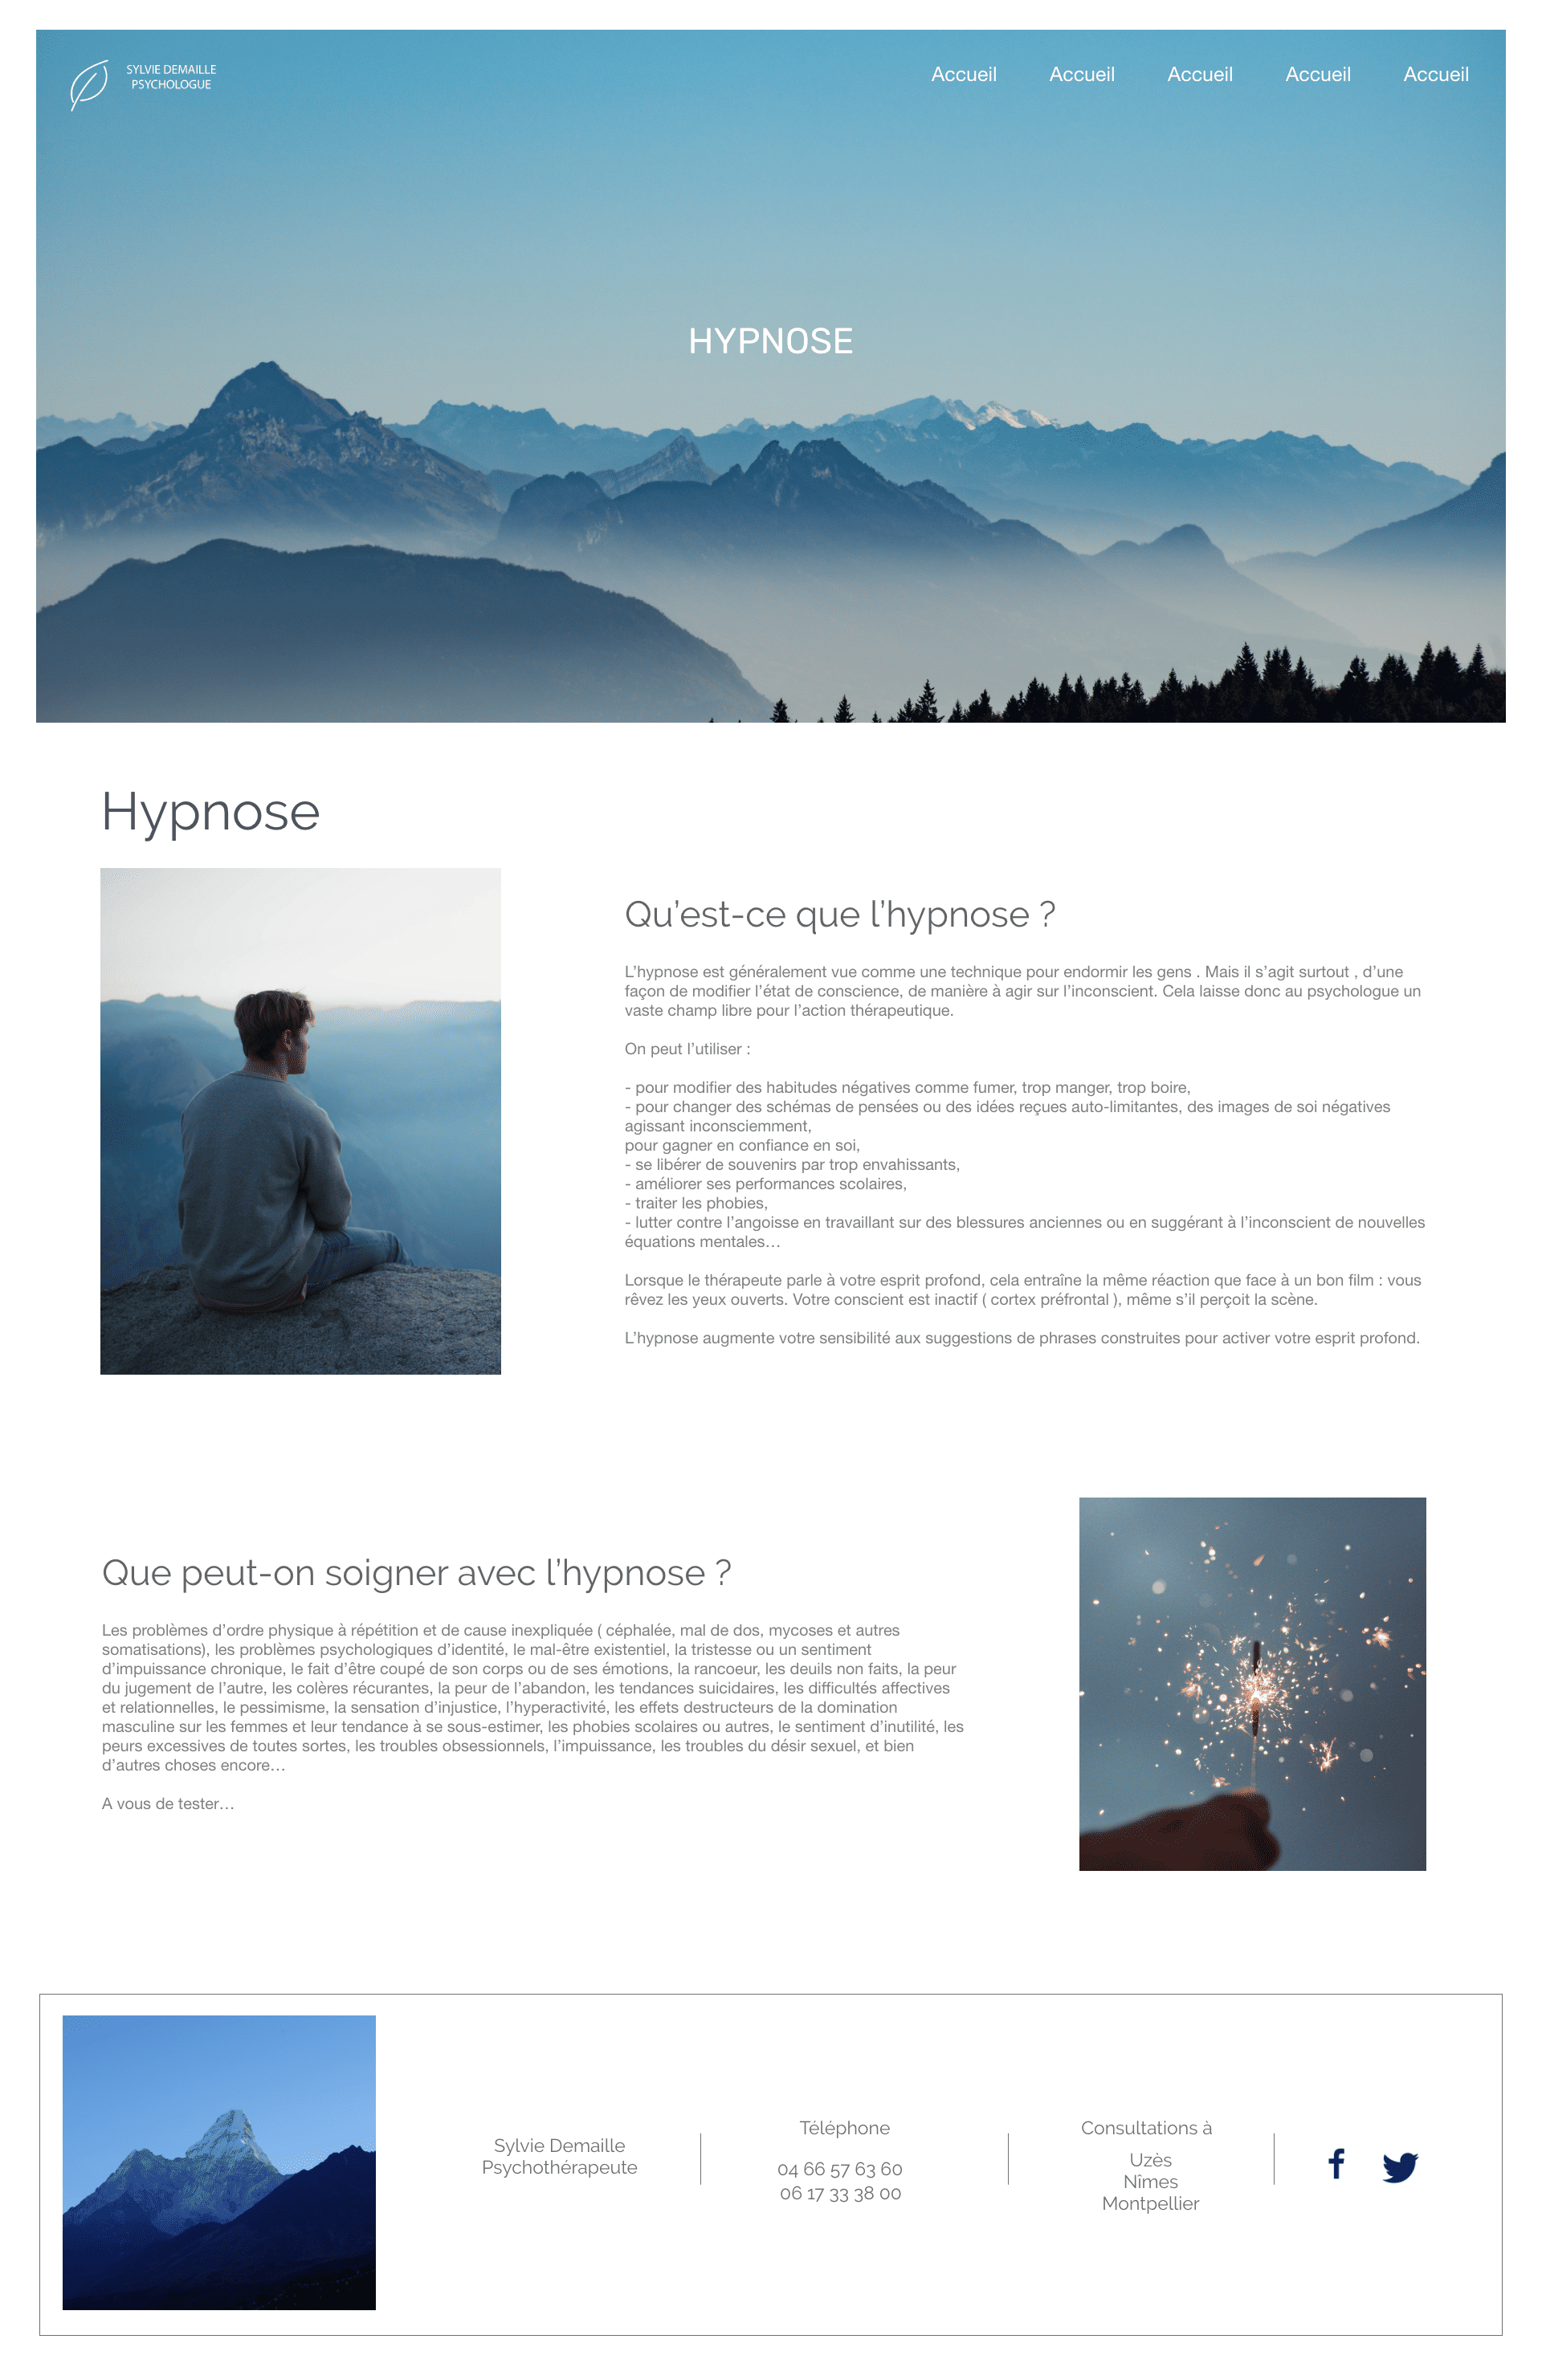 SYLVIE DEMAILLE
PSYCHOLOGUE
Accueil Accueil Accueil Accueil Accueil
HYPNOSE
Hypnose
Qu’est-ce que l’hypnose ?
L’hypnose est généralement vue comme une technique pour endormir les gens . Mais il s’agit surtout , d’une
façon de modifier l’état de conscience, de manière à agir sur l’inconscient. Cela laisse donc au psychologue un
vaste champ libre pour l’action thérapeutique.
On peut l’utiliser :
- pour modifier des habitudes négatives comme fumer, trop manger, trop boire,
- pour changer des schémas de pensées ou des idées reçues auto-limitantes, des images de soi négatives
agissant inconsciemment,
pour gagner en confiance en soi,
- se libérer de souvenirs par trop envahissants,
- améliorer ses performances scolaires,
- traiter les phobies,
- lutter contre l’angoisse en travaillant sur des blessures anciennes ou en suggérant à l’inconscient de nouvelles
équations mentales…
Lorsque le thérapeute parle à votre esprit profond, cela entraîne la même réaction que face à un bon film : vous
rêvez les yeux ouverts. Votre conscient est inactif ( cortex préfrontal ), même s’il perçoit la scène.
L’hypnose augmente votre sensibilité aux suggestions de phrases construites pour activer votre esprit profond.
Que peut-on soigner avec l’hypnose ?
Les problèmes d’ordre physique à répétition et de cause inexpliquée ( céphalée, mal de dos, mycoses et autres
somatisations), les problèmes psychologiques d’identité, le mal-être existentiel, la tristesse ou un sentiment
d’impuissance chronique, le fait d’être coupé de son corps ou de ses émotions, la rancoeur, les deuils non faits, la peur
du jugement de l’autre, les colères récurantes, la peur de l’abandon, les tendances suicidaires, les difficultés affectives
et relationnelles, le pessimisme, la sensation d’injustice, l’hyperactivité, les effets destructeurs de la domination
masculine sur les femmes et leur tendance à se sous-estimer, les phobies scolaires ou autres, le sentiment d’inutilité, les
peurs excessives de toutes sortes, les troubles obsessionnels, l’impuissance, les troubles du désir sexuel, et bien
d’autres choses encore…
A vous de tester…
Sylvie Demaille
Psychothérapeute
Téléphone
04 66 57 63 60
06 17 33 38 00
Consultations à
Uzès
Nîmes
Montpellier